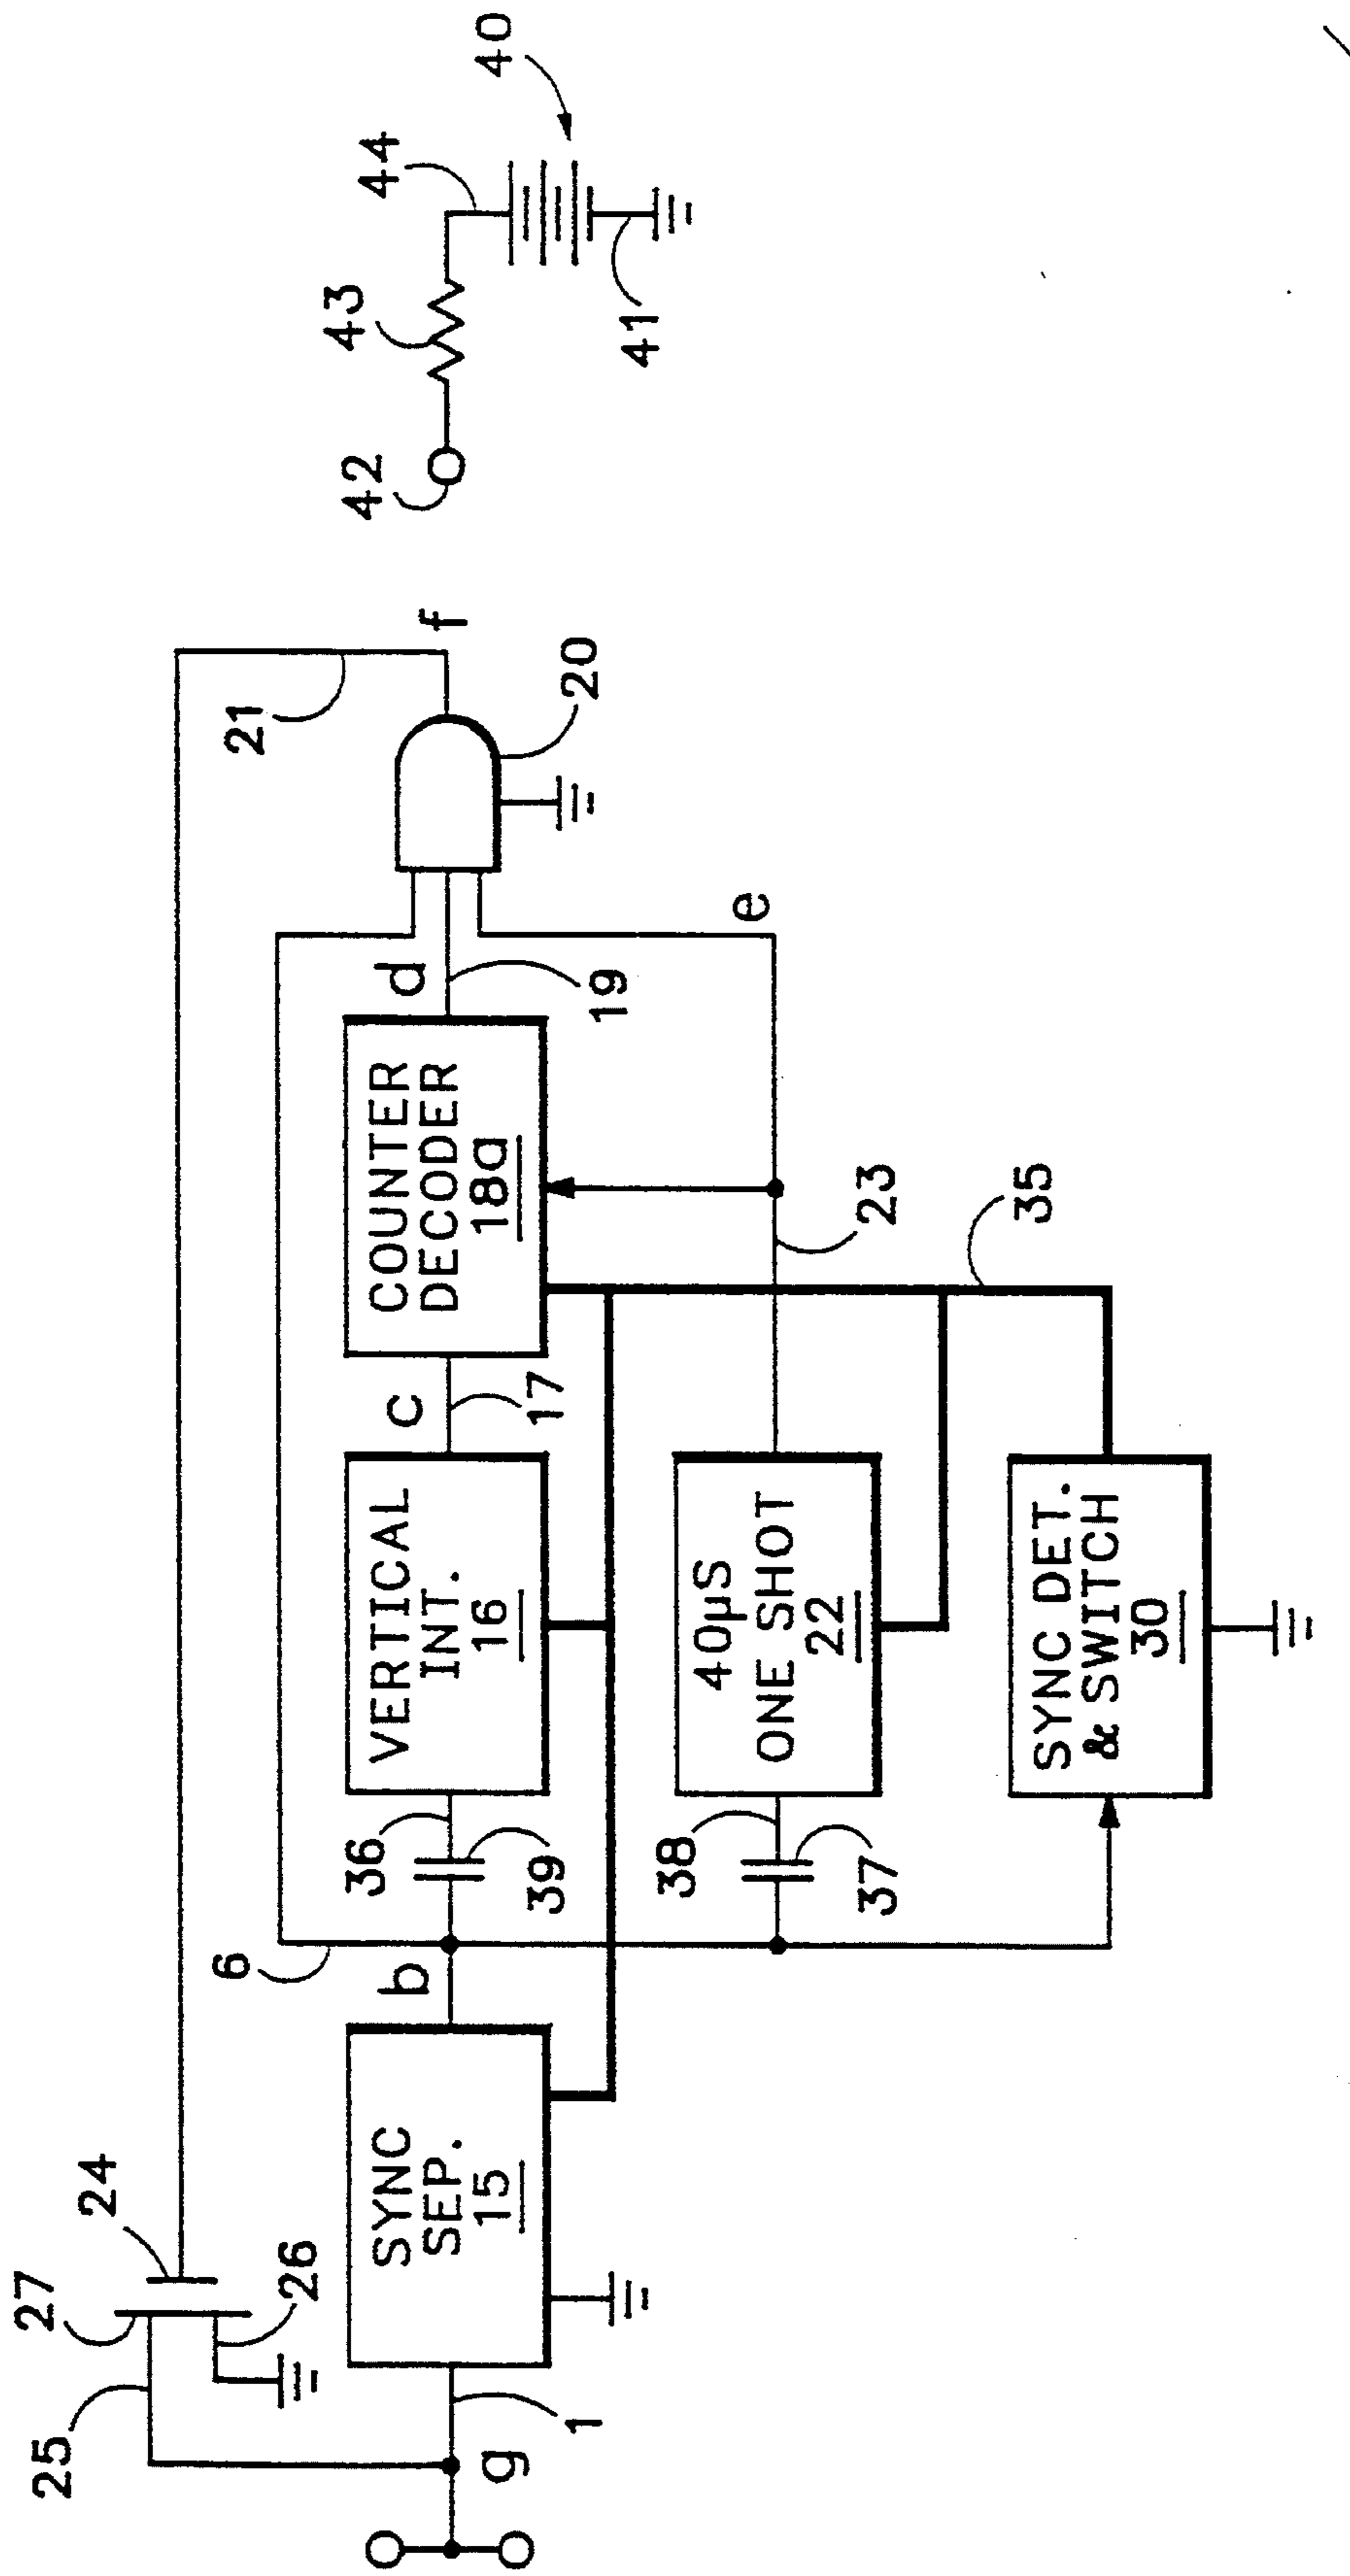 27
24
21
f
42
43
44
40
25
26
20
41
6
g
1
SYNC
SEP.
15
b
36
39
VERTICAL
INT.
16
c
17
COUNTER
DECODER
18a
d
19
e
38
37
40µS
ONE SHOT
22
23
35
SYNC DET.
& SWITCH
30